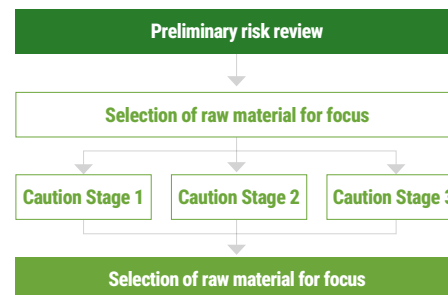 Preliminary risk review
Selection of raw material for focus
Caution Stage 1
Caution Stage 2
Caution Stage 3
Selection of raw material for focus